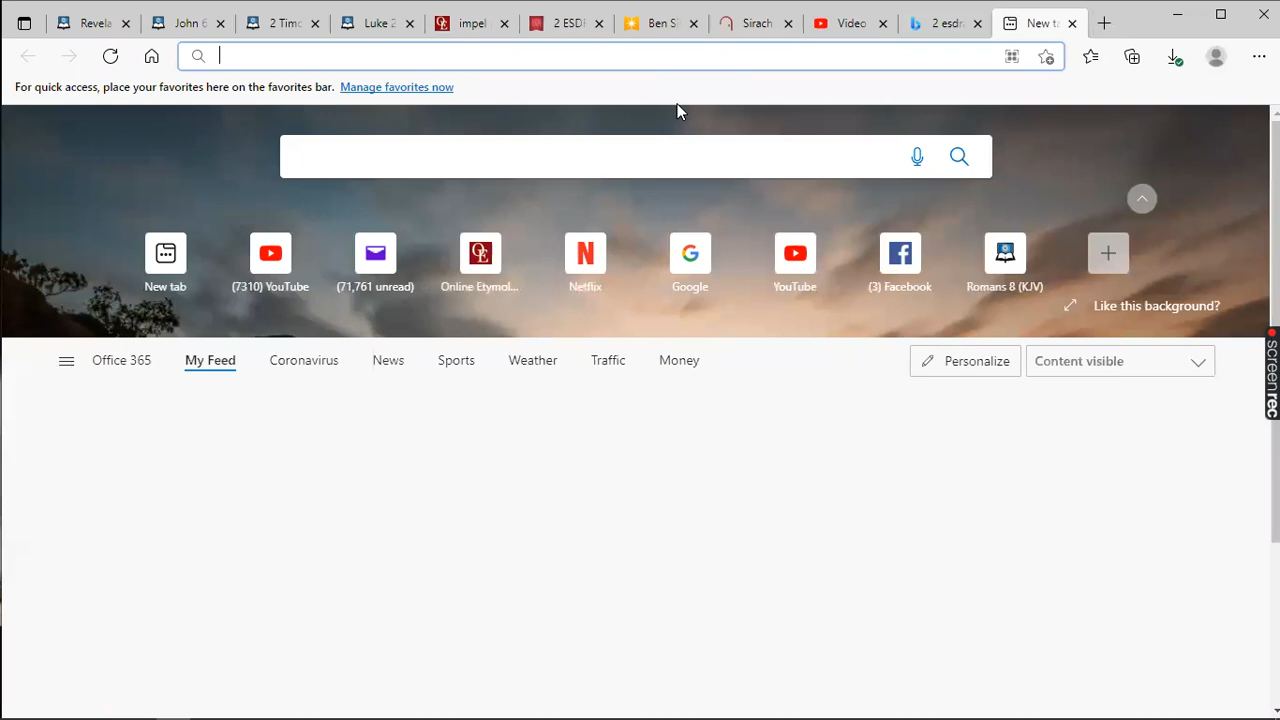 Revela
John 6
2 Timo
Luke 2
impel
2 ESDF
Ben Si
Sirach
Video
2 esdra
New ta
For quick access, place your favorites here on the favorites bar. Manage favorites now
New tab
(7310) YouTube
(71,761 unread)
Online Etymol...
Netflix
Google
YouTube
(3) Facebook
Romans 8 (KJV)
Like this background?
Office 365 My Feed Coronavirus News Sports Weather Traffic Money Personalize Content visible
screenrec